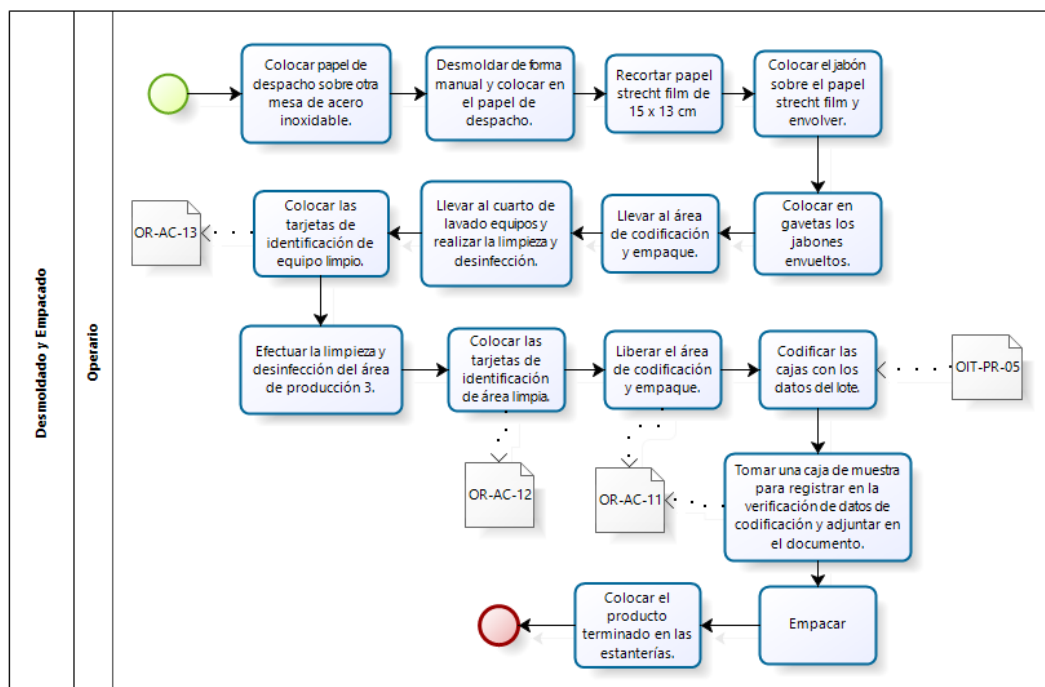 Desmoldado y Empacado
Operario
Colocar papel de
despacho sobre otra
mesa de acero
inoxidable.
Desmoldar de forma
manual y colocar en
el papel de
despacho.
Recortar papel
strecht film de
15 x 13 cm
Colocar el jabón
sobre el papel
strecht film y
envolver.
OR-AC-13
Colocar las
tarjetas de
identificación de
equipo limpio.
Llevar al cuarto de
lavado equipos y
realizar la limpieza y
desinfección.
Llevar al área de
codificación y
empaque.
Colocar en
gavetas los
jabones
envueltos.
Efectuar la limpieza y
desinfección del área
de producción 3.
Colocar las
tarjetas de
identificación
de área limpia.
Liberar el área
de codificación
y empaque.
Codificar las
cajas con los
datos del lote.
OIT-PR-05
OR-AC-12
OR-AC-11
Tomar una caja de muestra
para registrar en la
verificación de datos de
codificación y adjuntar en
el documento.
Colocar el
producto
terminado en las
estanterías.
Empacar